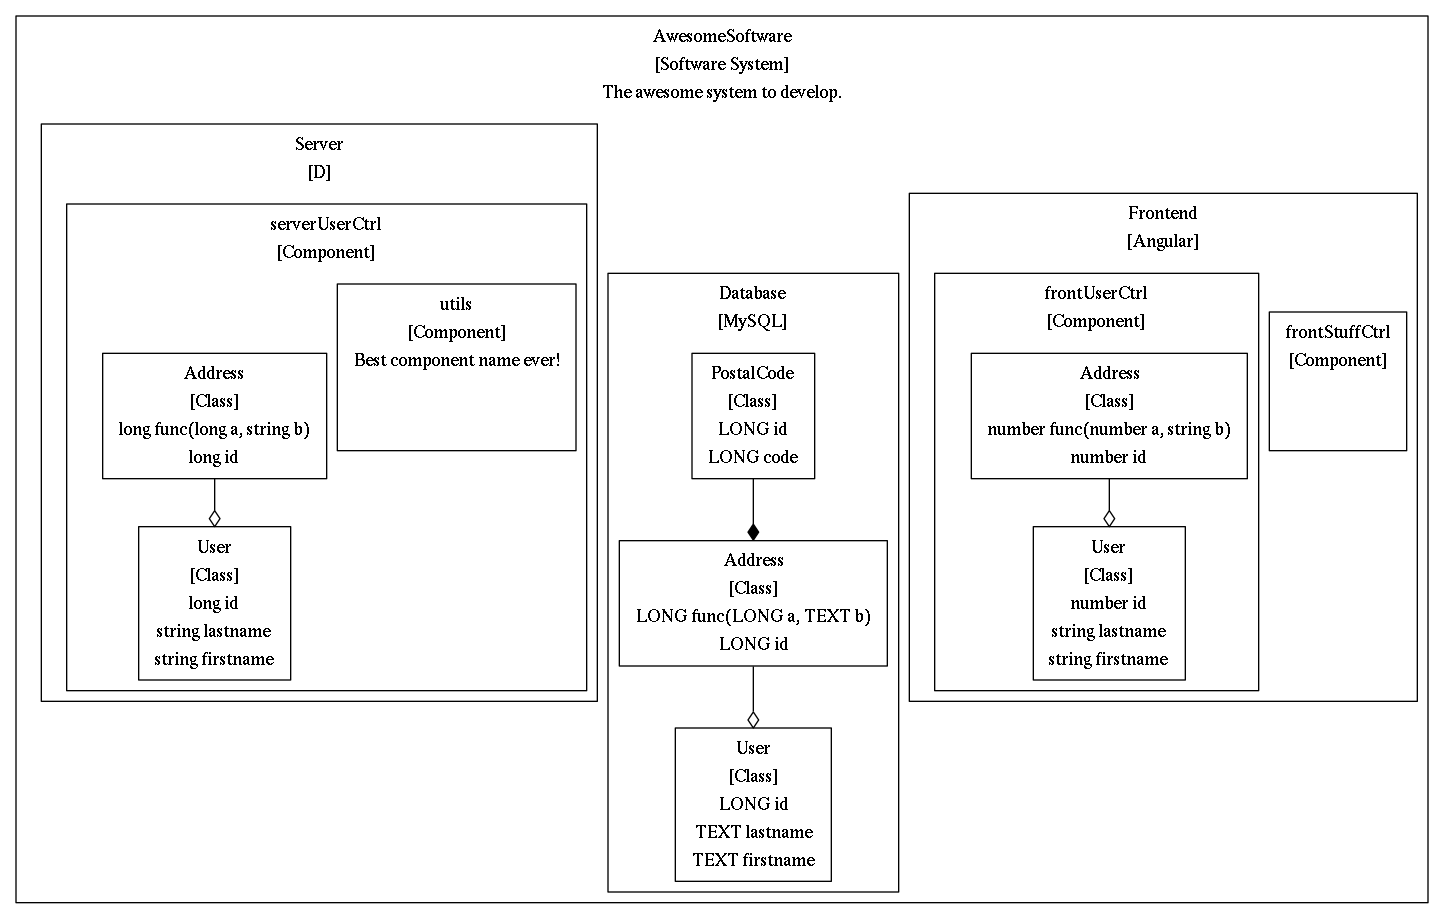 AwesomeSoftware
[Software System]
The awesome system to develop.
Server
[D]
serverUserCtrl
[Component]
utils
[Component]
Best component name ever!
Address
[Class]
long func(long a, string b)
long id
User
[Class]
long id
string lastname
string firstname
Database
[MySQL]
PostalCode
[Class]
LONG id
LONG code
Address
[Class]
LONG func(LONG a, TEXT b)
LONG id
User
[Class]
LONG id
TEXT lastname
TEXT firstname
Frontend
[Angular]
frontUserCtrl
[Component]
Address
[Class]
number func(number a, string b)
number id
User
[Class]
number id
string lastname
string firstname
frontStuffCtrl
[Component]